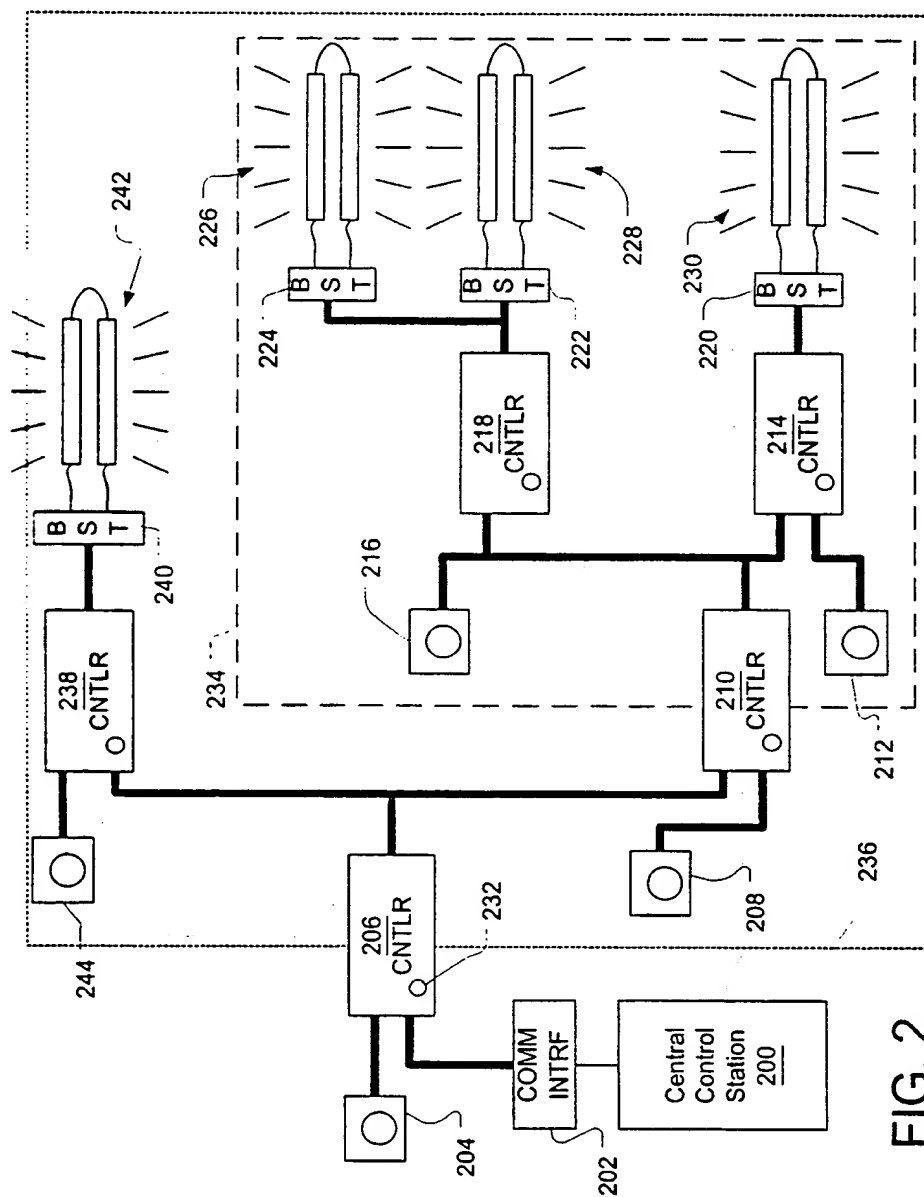 242
226
B
S
T
224
B
S
T
222
228
230
B
S
T
220
B
S
T
240
218
CNTLR
214
CNTLR
216
234
238
CNTLR
210
CNTLR
212
244
206
CNTLR
232
208
236
204
COMM
INTRF
202
Central
Control
Station
200
FIG. 2